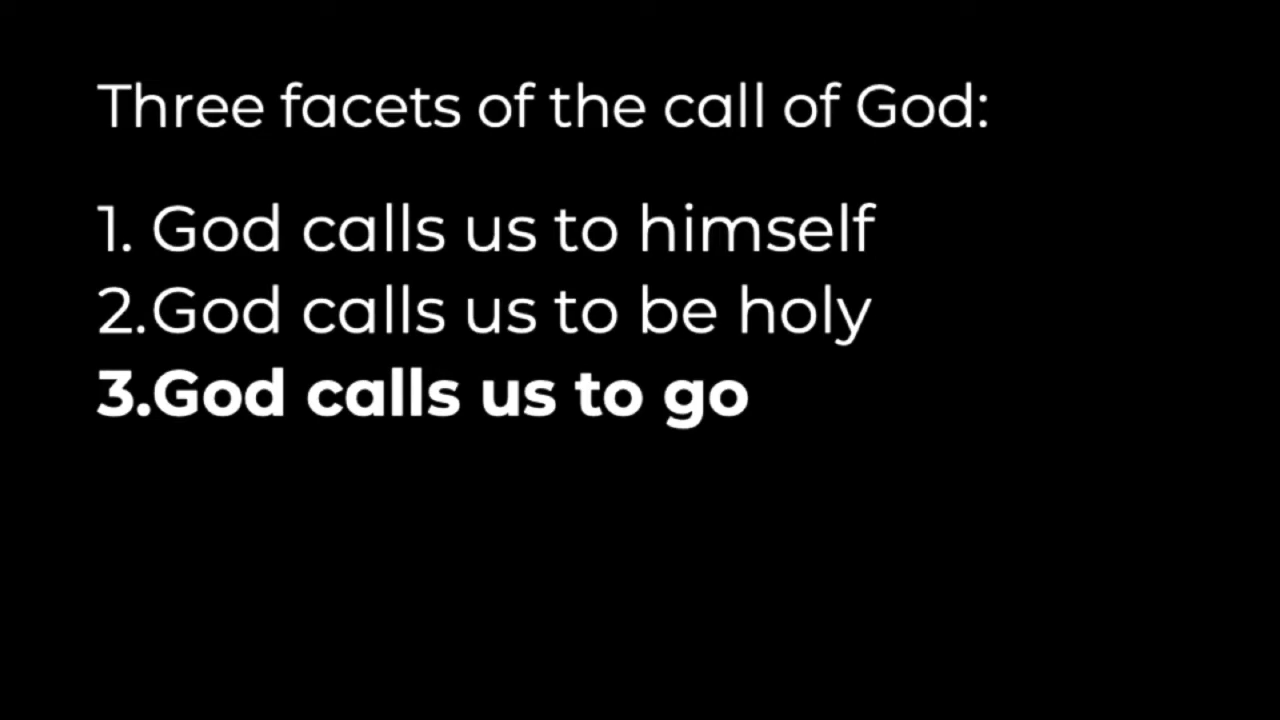 Three facets of the call of God:
1. God calls us to himself
2.God calls us to be holy
3.God calls us to go